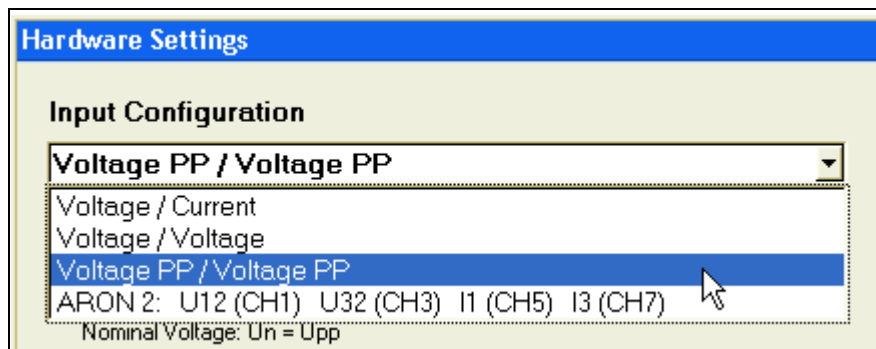 Hardware Settings
Input Configuration
Voltage PP / Voltage PP
Voltage / Current
Voltage / Voltage
Voltage PP / Voltage PP
ARON 2: U12 (CH1) U32 (CH3) I1 (CH5) I3 (CH7)
Nominal Voltage: Un = Upp